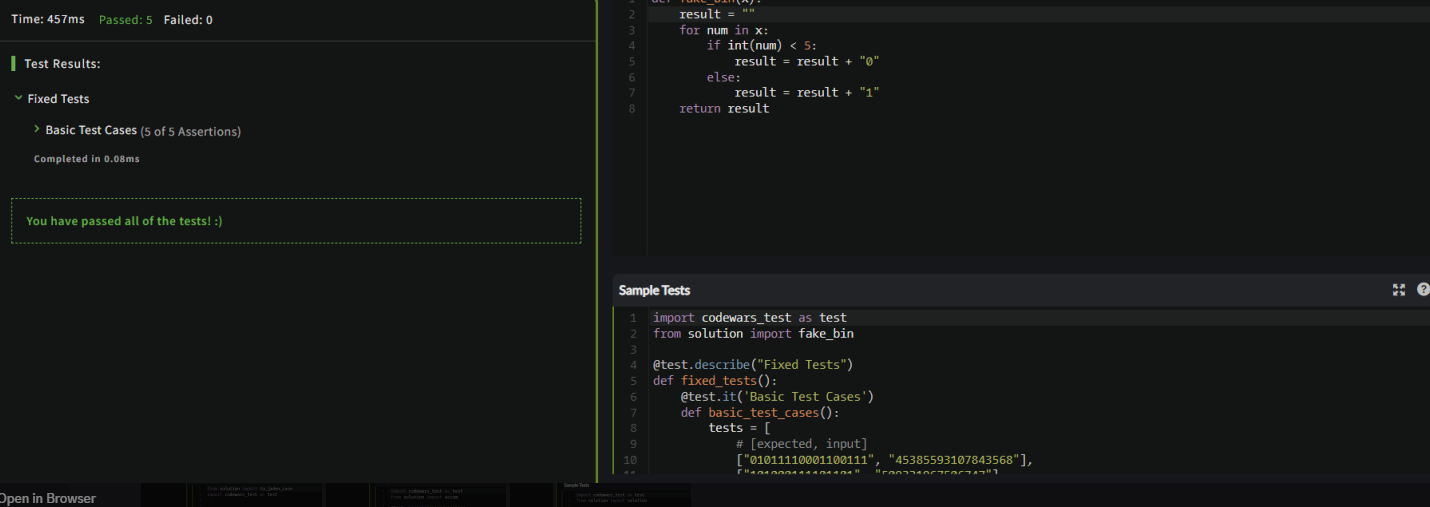 Time: 457ms Passed: 5 Failed: 0
Test Results:
Fixed Tests
Basic Test Cases (5 of 5 Assertions)
Completed in 0.08ms
You have passed all of the tests! :)
1 def fake_bin(x):
2 result = ""
3 for num in x:
4 if int(num) < 5:
5 result = result + "0"
6 else:
7 result = result + "1"
8 return result
Sample Tests
1 import codewars_test as test
2 from solution import fake_bin
3
4 @test.describe("Fixed Tests")
5 def fixed_tests():
6 @test.it('Basic Test Cases')
7 def basic_test_cases():
8 tests = [
9 # [expected, input]
10 ["01011110001100111", "45385593107843568"],
Open in Browser